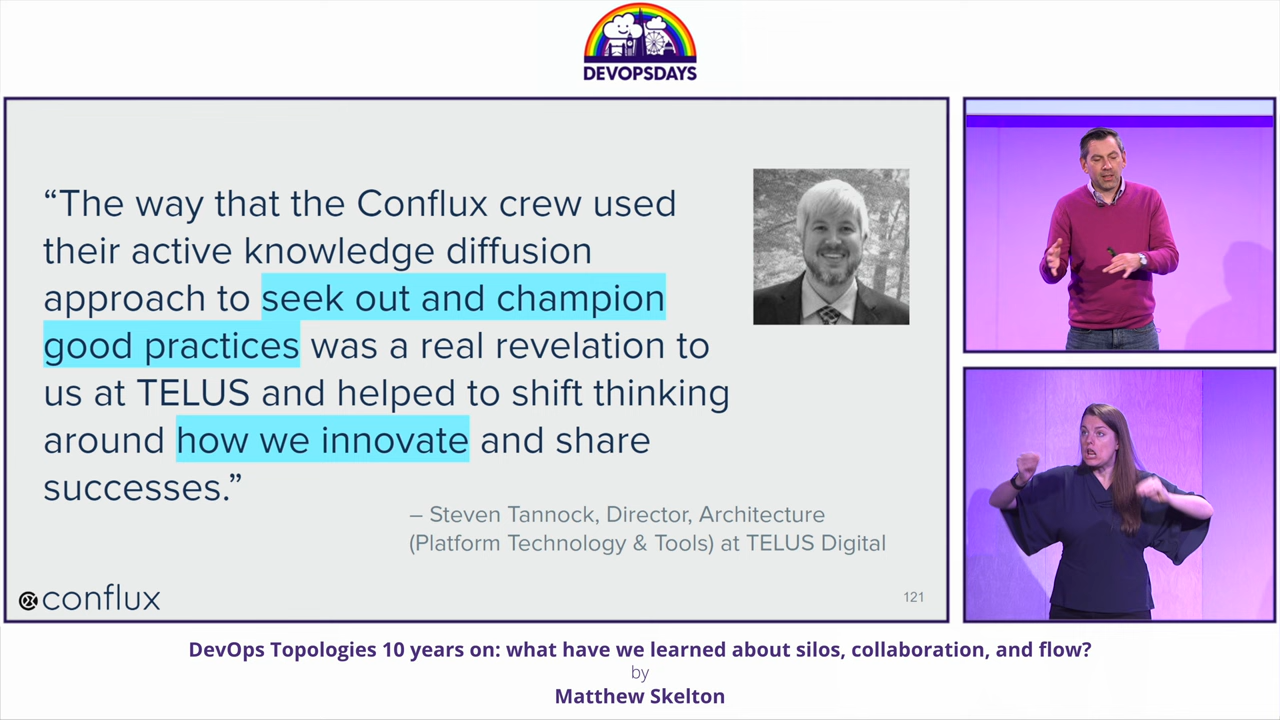 DEVOPSDAYS
“The way that the Conflux crew used
their active knowledge diffusion
approach to seek out and champion
good practices was a real revelation to
us at TELUS and helped to shift thinking
around how we innovate and share
successes.”
– Steven Tannock, Director, Architecture
(Platform Technology & Tools) at TELUS Digital
conflux
121
DevOps Topologies 10 years on: what have we learned about silos, collaboration, and flow?
by
Matthew Skelton